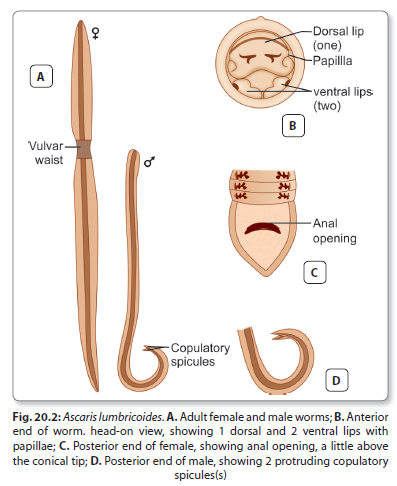 ♀
A
Dorsal lip
(one)
Papillla
ventral lips
(two)
B
Vulvar
waist
♂
Anal
opening
C
Copulatory
spicules
D
Fig. 20.2: Ascaris lumbricoides. A. Adult female and male worms; B. Anterior
end of worm. head-on view, showing 1 dorsal and 2 ventral lips with
papillae; C. Posterior end of female, showing anal opening, a little above
the conical tip; D. Posterior end of male, showing 2 protruding copulatory
spicules(s)